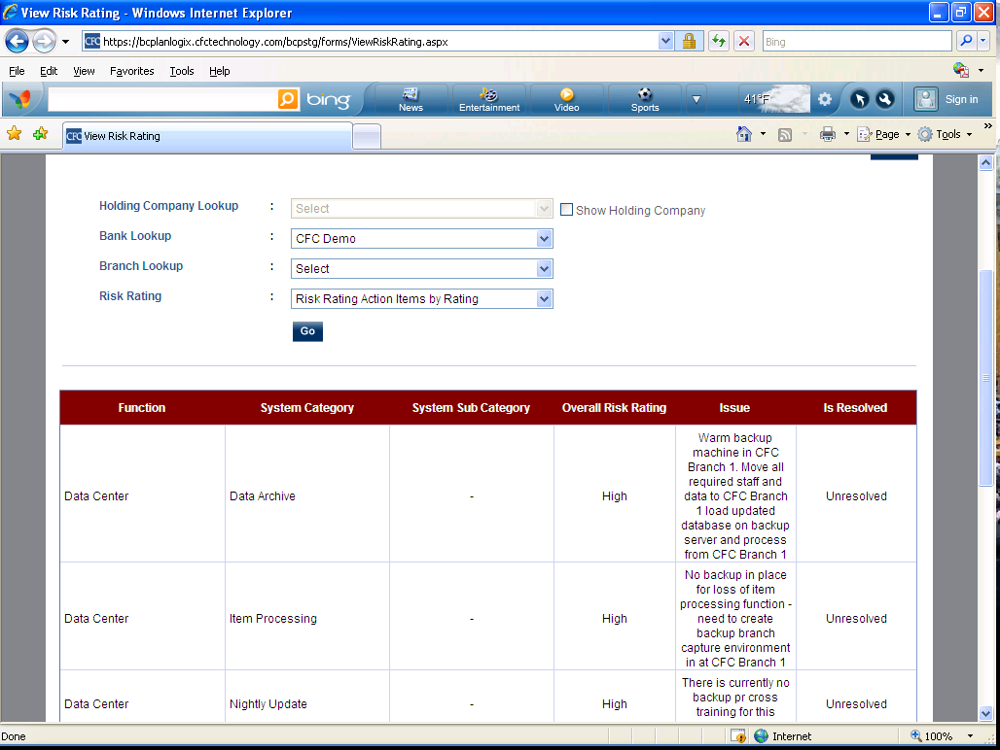 View Risk Rating - Windows Internet Explorer
CFC https://bcplanlogix.cfctechnology.com/bcpstg/forms/ViewRiskRating.aspx
Bing
File Edit View Favorites Tools Help
bing News Entertainment Video Sports 41°F Sign in
CFC View Risk Rating
Page Tools »
Holding Company Lookup : Select Show Holding Company
Bank Lookup : CFC Demo
Branch Lookup : Select
Risk Rating : Risk Rating Action Items by Rating
Go
Function System Category System Sub Category Overall Risk Rating Issue Is Resolved
Data Center Data Archive - High
Warm backup
machine in CFC
Branch 1. Move all
required staff and
data to CFC Branch
1 load updated
database on backup
server and process
from CFC Branch 1
Unresolved
Data Center Item Processing - High
No backup in place
for loss of item
processing function -
need to create
backup branch
capture environment
in at CFC Branch 1
Unresolved
Data Center Nightly Update - High
There is currently no
backup pr cross
training for this
Unresolved
Done Internet 100%